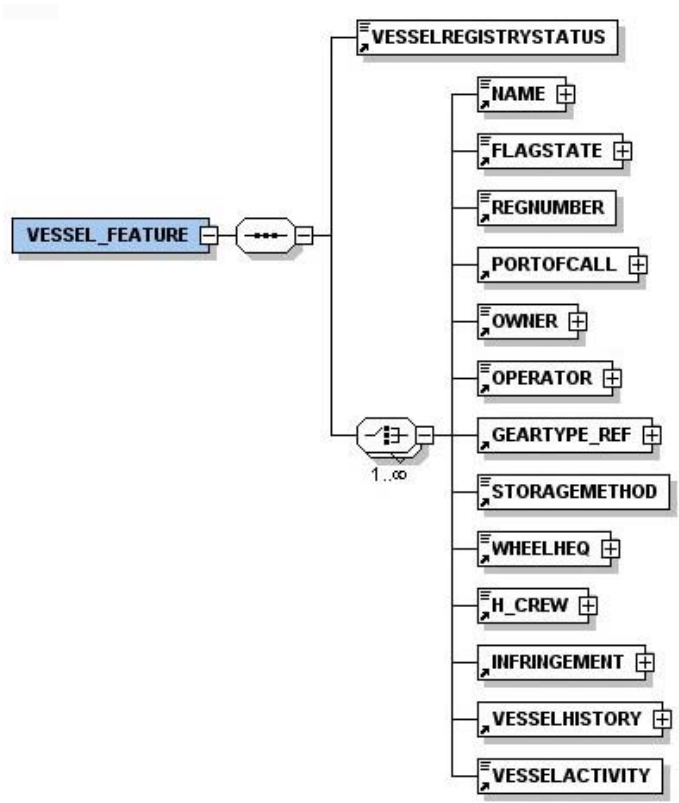 VESSELREGISTRYSTATUS
NAME
FLAGSTATE
REGNUMBER
VESSEL_FEATURE
PORTOFCALL
OWNER
OPERATOR
GEARTYPE_REF
1..∞
STORAGEMETHOD
WHEELHEQ
H_CREW
INFRINGEMENT
VESSELHISTORY
VESSELACTIVITY